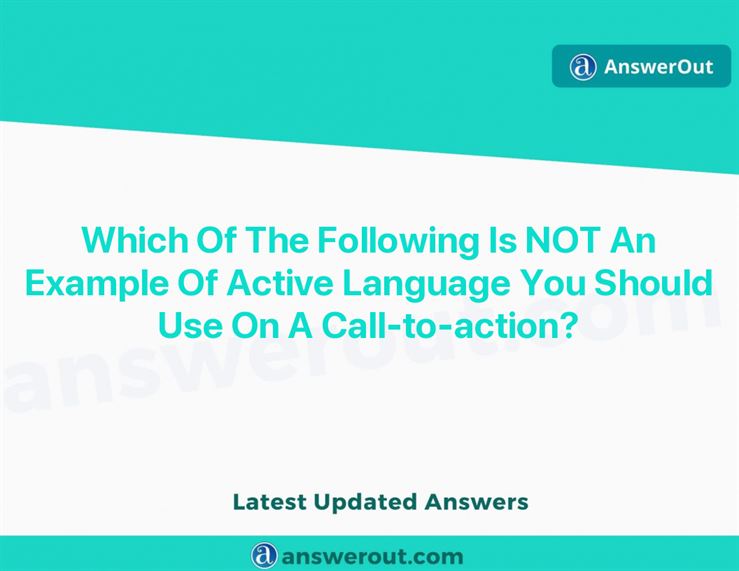 AnswerOut
Which Of The Following Is NOT An
Example Of Active Language You Should
Use On A Call-to-action?
answerout.com
Latest Updated Answers
answerout.com